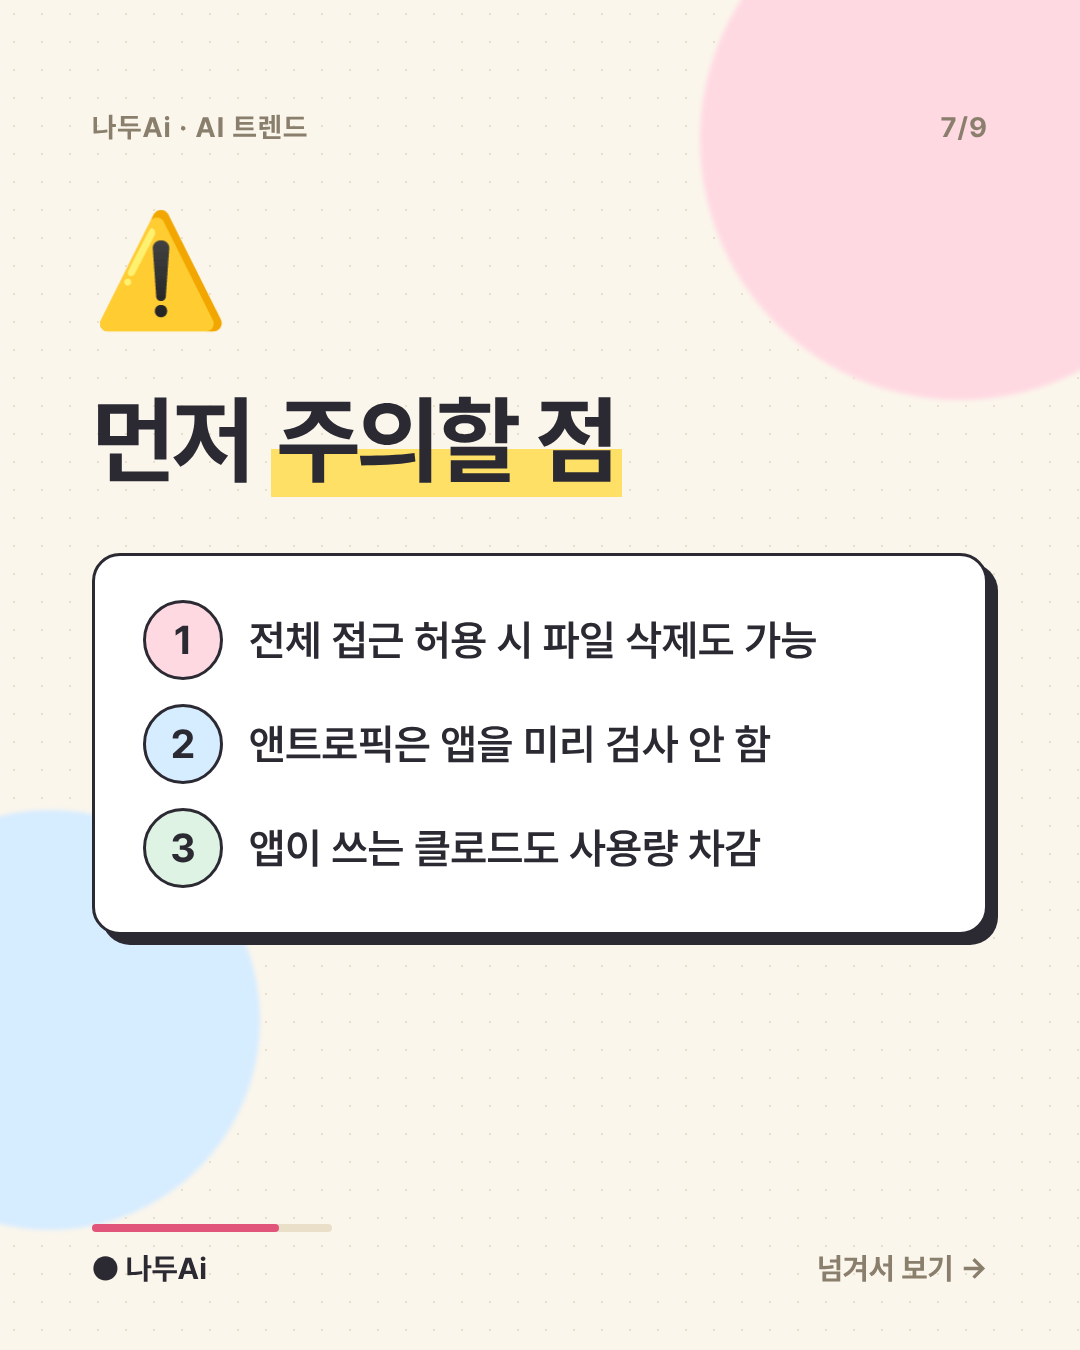 나두Ai · AI 트렌드
7/9
먼저 주의할 점
1 전체 접근 허용 시 파일 삭제도 가능
2 앤트로픽은 앱을 미리 검사 안 함
3 앱이 쓰는 클로드도 사용량 차감
나두Ai
넘겨서 보기 →